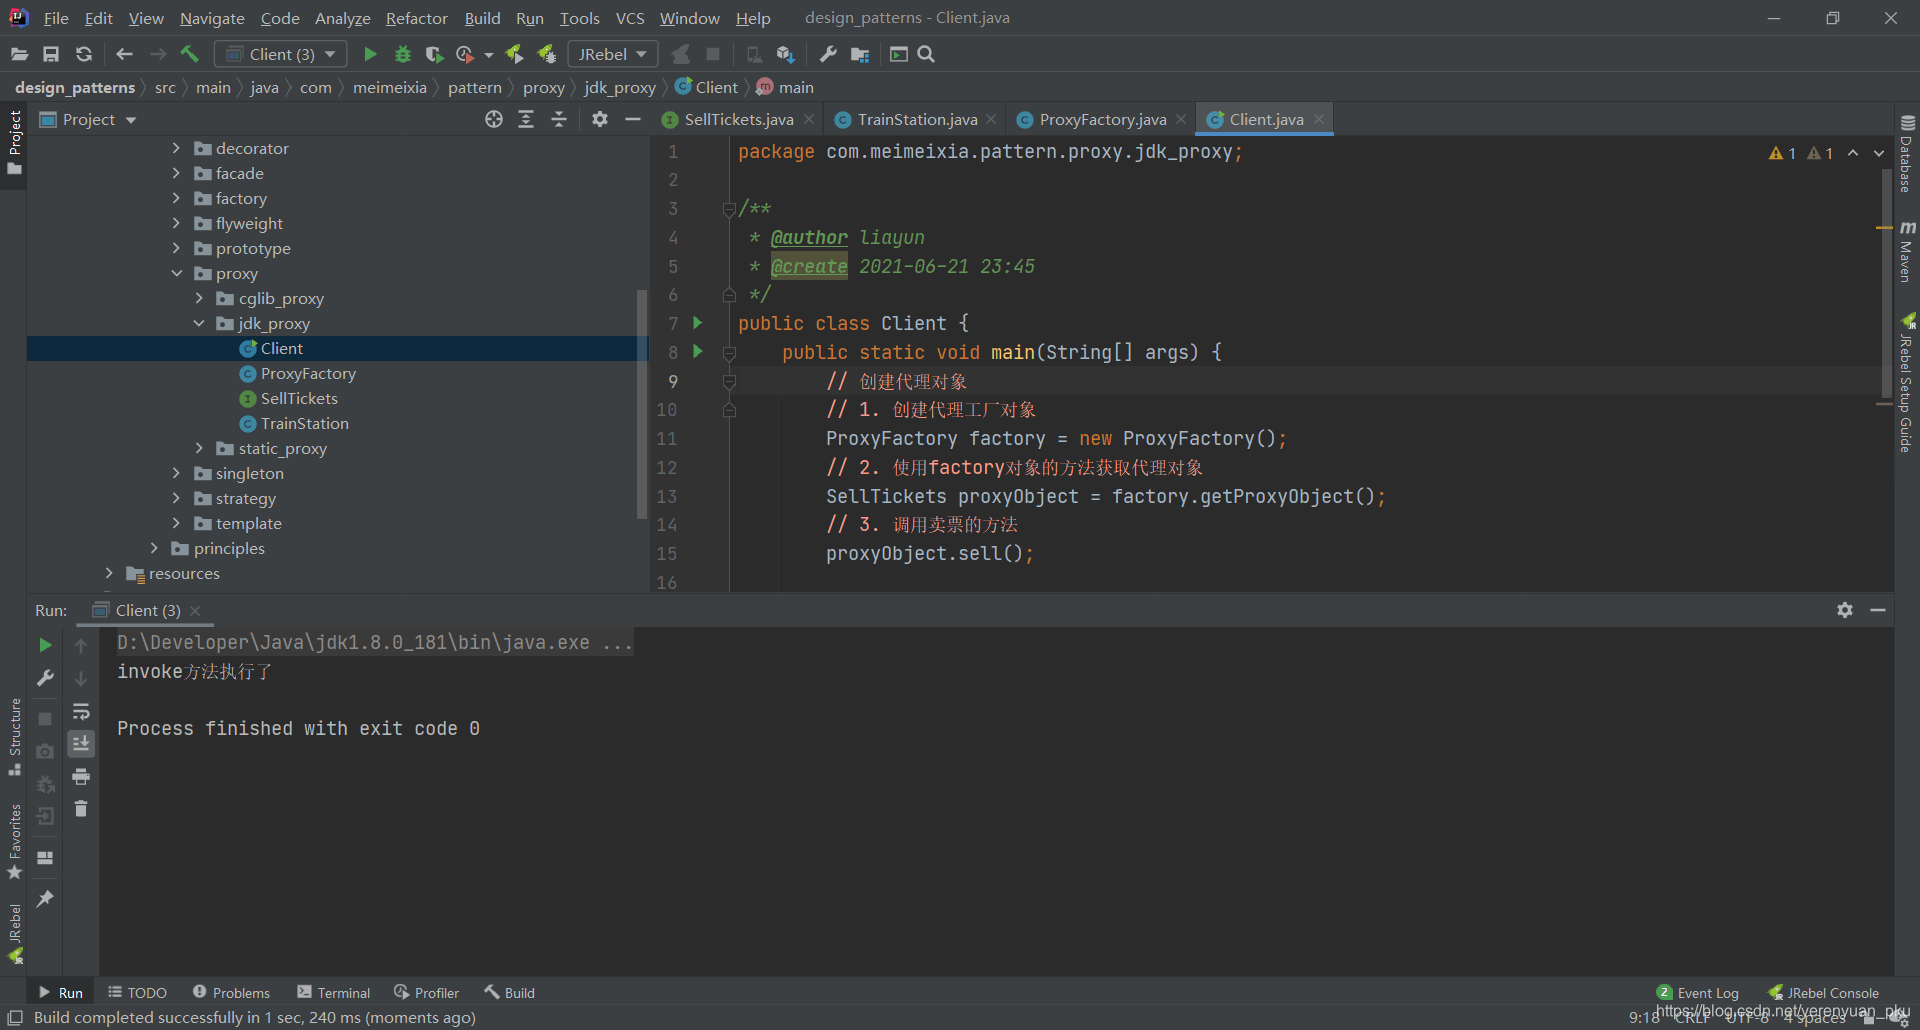 File Edit View Navigate Code Analyze Refactor Build Run Tools VCS Window Help design_patterns - Client.java
Client (3) JRebel
design_patterns src main java com meimeixia pattern proxy jdk_proxy Client main
Project
Project
SellTickets.java TrainStation.java ProxyFactory.java Client.java
decorator
facade
factory
flyweight
prototype
proxy
cglib_proxy
jdk_proxy
Client
ProxyFactory
SellTickets
TrainStation
static_proxy
singleton
strategy
template
principles
resources
1 package com.meimeixia.pattern.proxy.jdk_proxy;
2
3 /**
4 * @author liayun
5 * @create 2021-06-21 23:45
6 */
7 public class Client {
8 public static void main(String[] args) {
9 // 创建代理对象
10 // 1. 创建代理工厂对象
11 ProxyFactory factory = new ProxyFactory();
12 // 2. 使用factory对象的方法获取代理对象
13 SellTickets proxyObject = factory.getProxyObject();
14 // 3. 调用卖票的方法
15 proxyObject.sell();
16
1 1
Database
Maven
JRebel Setup Guide
Run: Client (3)
D:\Developer\Java\jdk1.8.0_181\bin\java.exe ...
invoke方法执行了
Process finished with exit code 0
Structure
Favorites
JRebel
Run TODO Problems Terminal Profiler Build 2 Event Log JRebel Console
Build completed successfully in 1 sec, 240 ms (moments ago) 9:18 CRLF UTF-8 4 spaces
https://blog.csdn.net/yerenyuan_pku